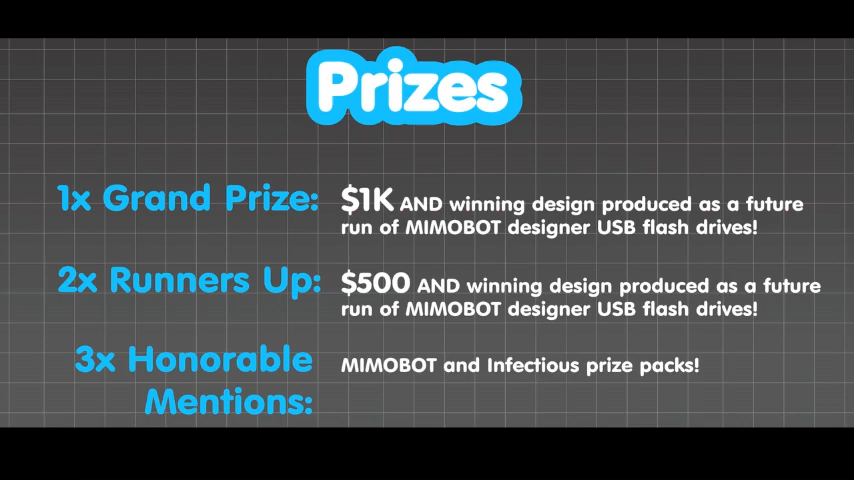 Prizes
1x Grand Prize: $1K AND winning design produced as a future
run of MIMOBOT designer USB flash drives!
2x Runners Up: $500 AND winning design produced as a future
run of MIMOBOT designer USB flash drives!
3x Honorable MIMOBOT and Infectious prize packs!
Mentions: